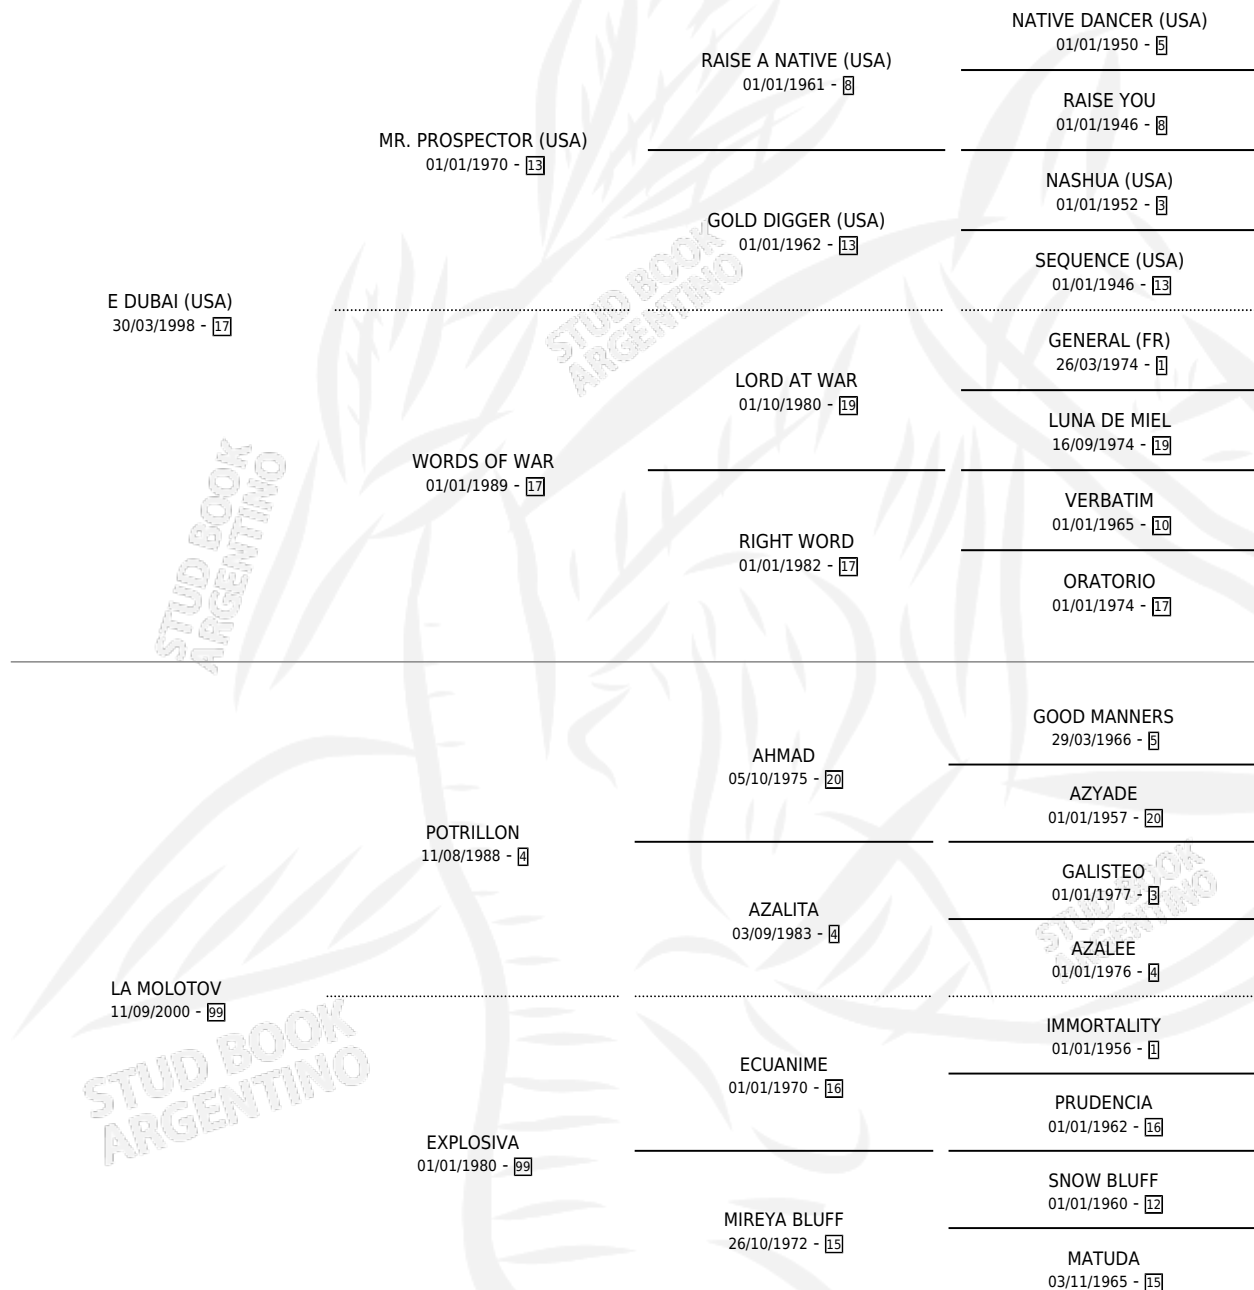 NATIVE DANCER (USA)
01/01/1950 - 5
RAISE A NATIVE (USA)
01/01/1961 - 8
RAISE YOU
01/01/1946 - 8
MR. PROSPECTOR (USA)
01/01/1970 - 13
NASHUA (USA)
01/01/1952 - 3
GOLD DIGGER (USA)
01/01/1962 - 13
SEQUENCE (USA)
01/01/1946 - 13
E DUBAI (USA)
30/03/1998 - 17
GENERAL (FR)
26/03/1974 - 1
LORD AT WAR
01/10/1980 - 19
LUNA DE MIEL
16/09/1974 - 19
WORDS OF WAR
01/01/1989 - 17
VERBATIM
01/01/1965 - 10
RIGHT WORD
01/01/1982 - 17
ORATORIO
01/01/1974 - 17
GOOD MANNERS
29/03/1966 - 5
AHMAD
05/10/1975 - 20
AZYADE
01/01/1957 - 20
POTRILLON
11/08/1988 - 4
GALISTEO
01/01/1977 - 3
AZALITA
03/09/1983 - 4
AZALEE
01/01/1976 - 4
LA MOLOTOV
11/09/2000 - 99
IMMORTALITY
01/01/1956 - 1
ECUANIME
01/01/1970 - 16
PRUDENCIA
01/01/1962 - 16
EXPLOSIVA
01/01/1980 - 99
SNOW BLUFF
01/01/1960 - 12
MIREYA BLUFF
26/10/1972 - 15
MATUDA
03/11/1965 - 15
STUD BOOK
ARGENTINO
STUD BOOK
ARGENTINO
STUD BOOK
ARGENTINO
STUD BOOK
ARGENTINO